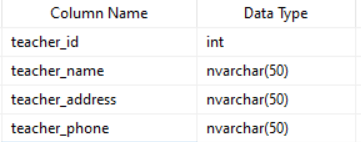 Column Name Data Type
teacher_id int
teacher_name nvarchar(50)
teacher_address nvarchar(50)
teacher_phone nvarchar(50)